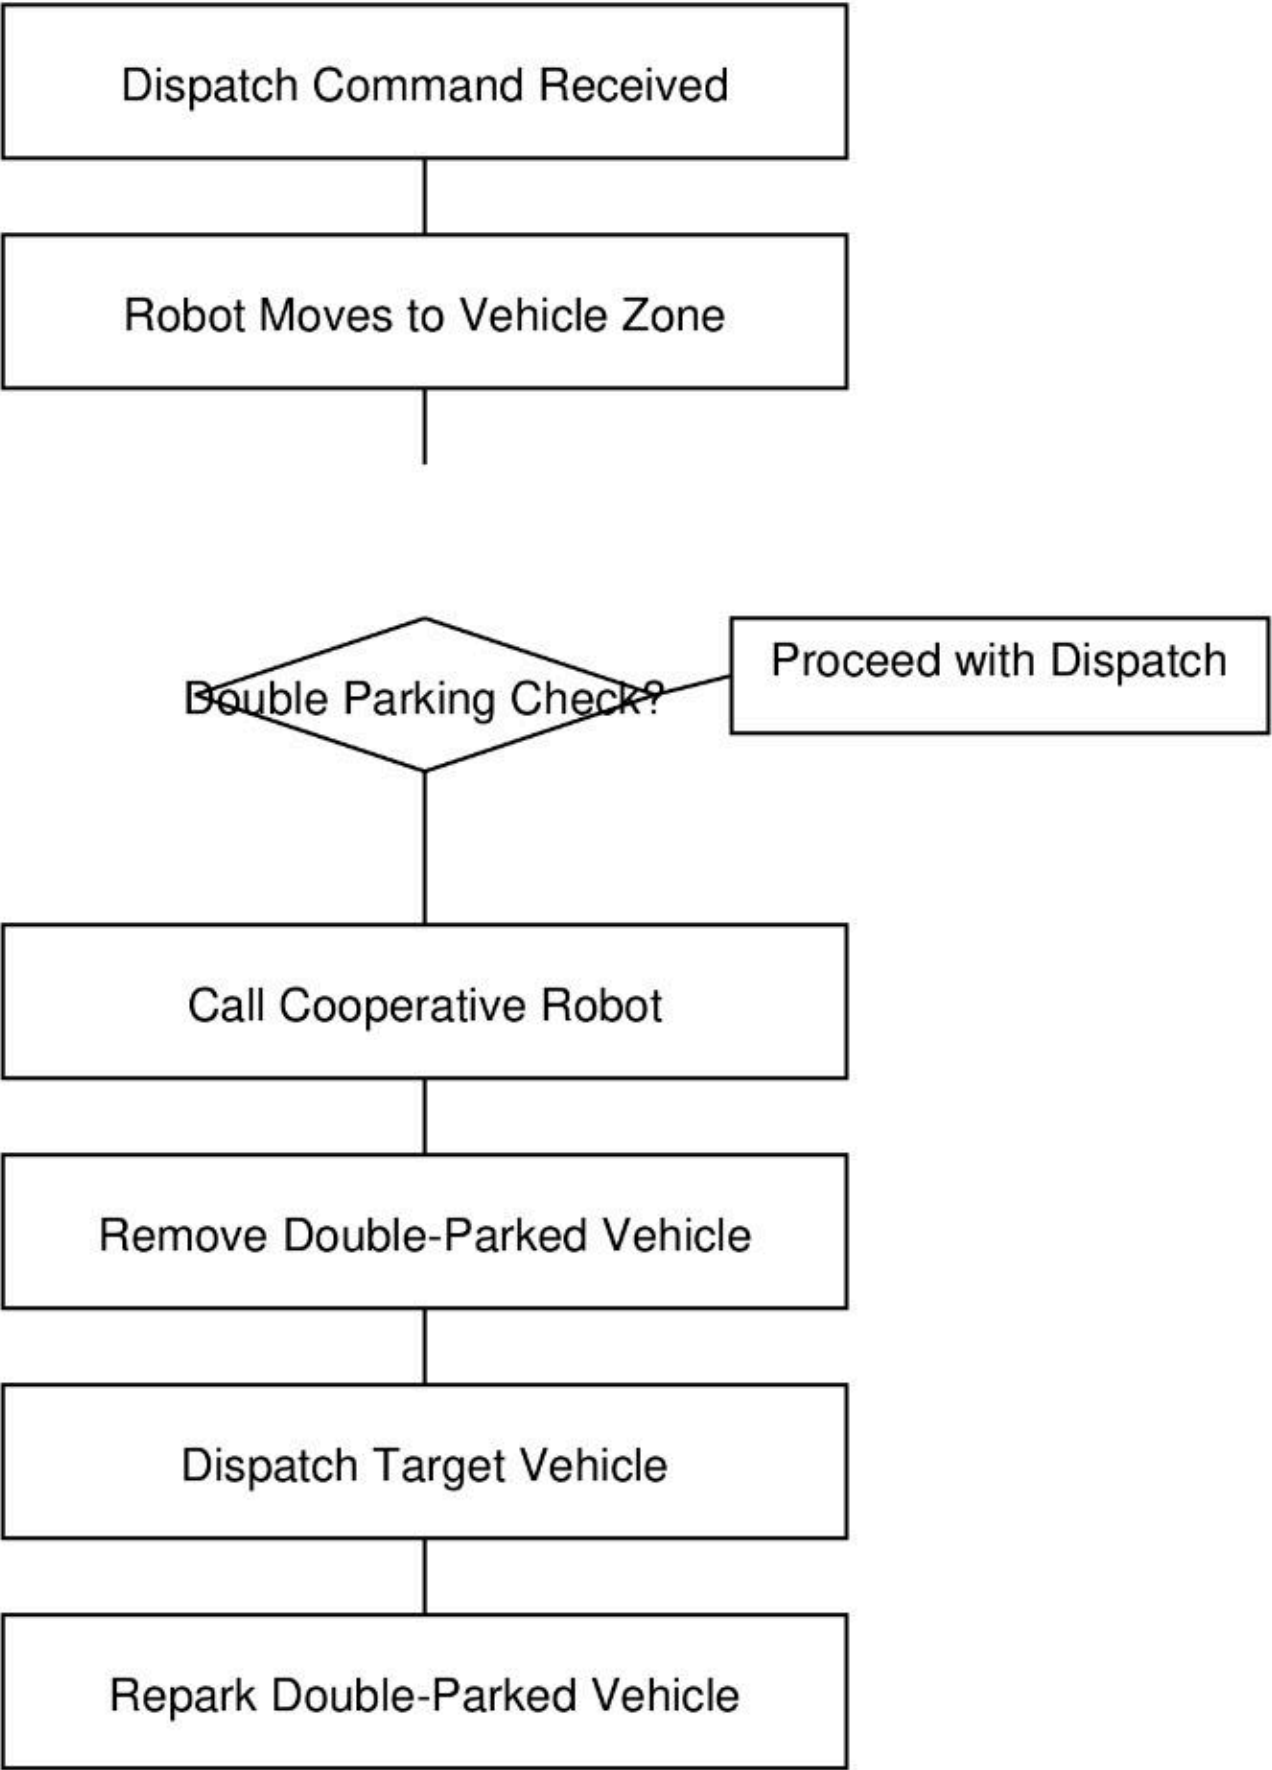 Dispatch Command Received
Robot Moves to Vehicle Zone
Double Parking Check?
Proceed with Dispatch
Call Cooperative Robot
Remove Double-Parked Vehicle
Dispatch Target Vehicle
Repark Double-Parked Vehicle